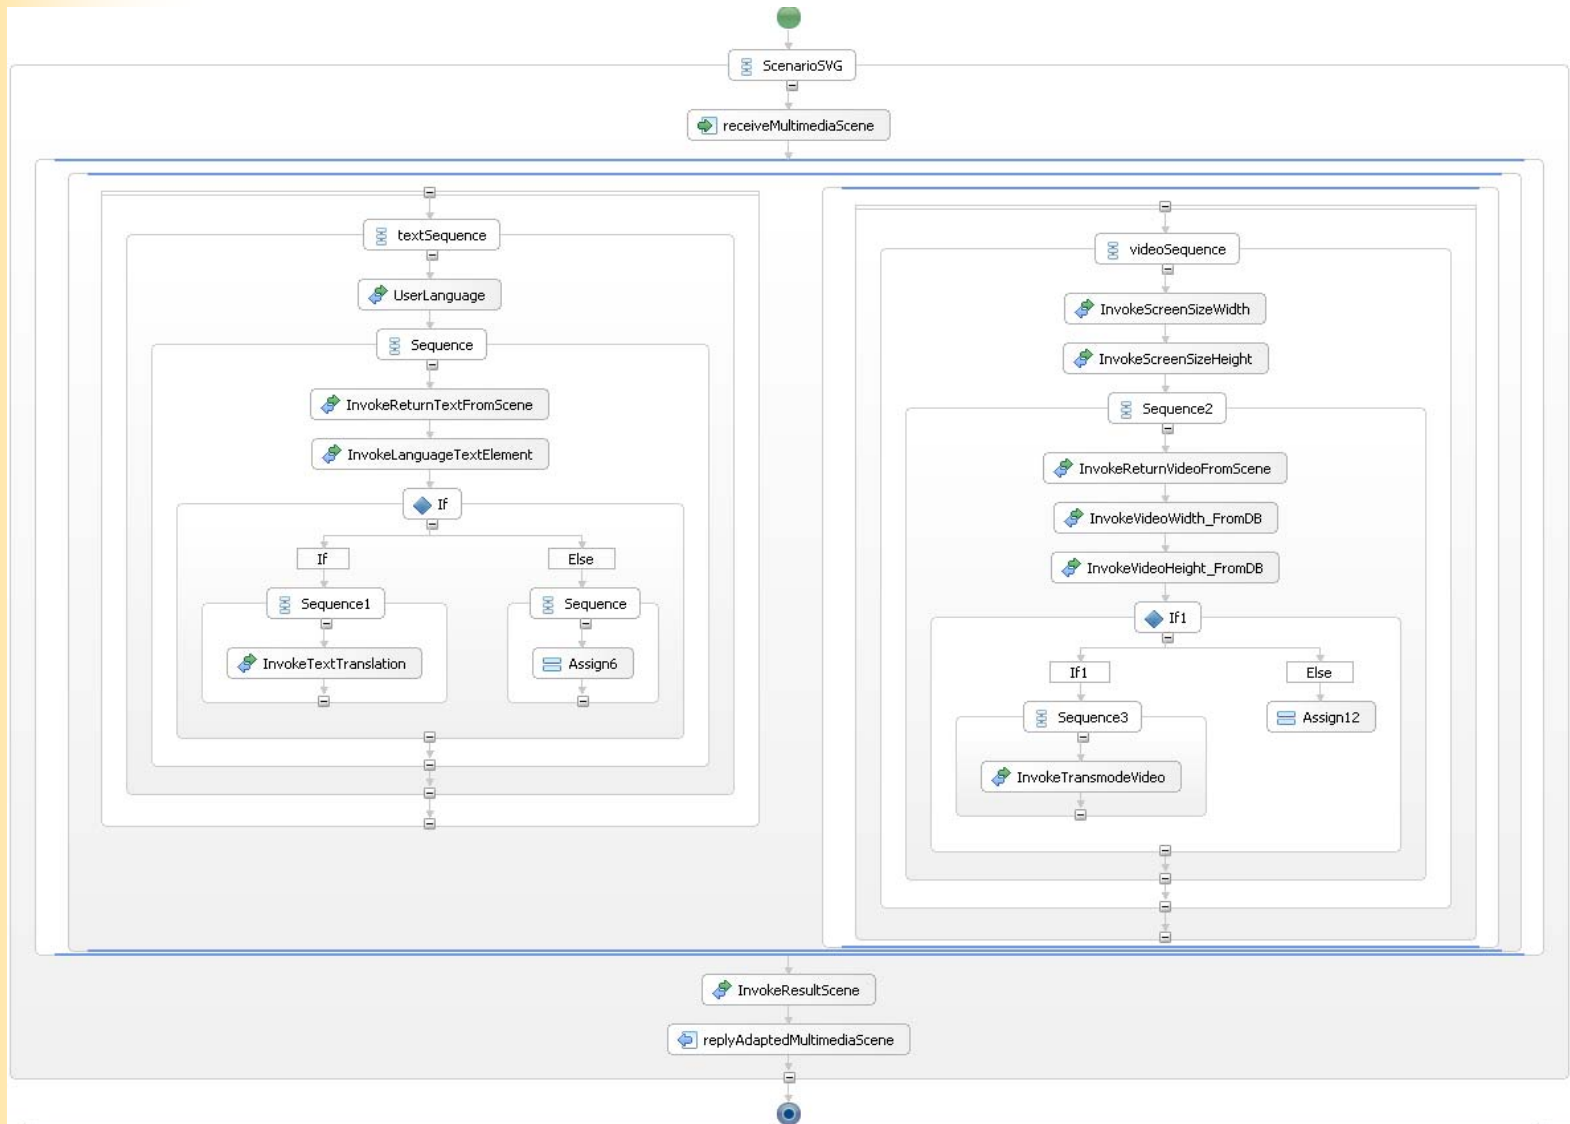 ScenarioSVG
receiveMultimediaScene
textSequence
UserLanguage
Sequence
InvokeReturnTextFromScene
InvokeLanguageTextElement
If
If
Else
Sequence1
Sequence
InvokeTextTranslation
Assign6
videoSequence
InvokeScreenSizeWidth
InvokeScreenSizeHeight
Sequence2
InvokeReturnVideoFromScene
InvokeVideoWidth_FromDB
InvokeVideoHeight_FromDB
If1
If1
Else
Sequence3
Assign12
InvokeTransmodeVideo
InvokeResultScene
replyAdaptedMultimediaScene